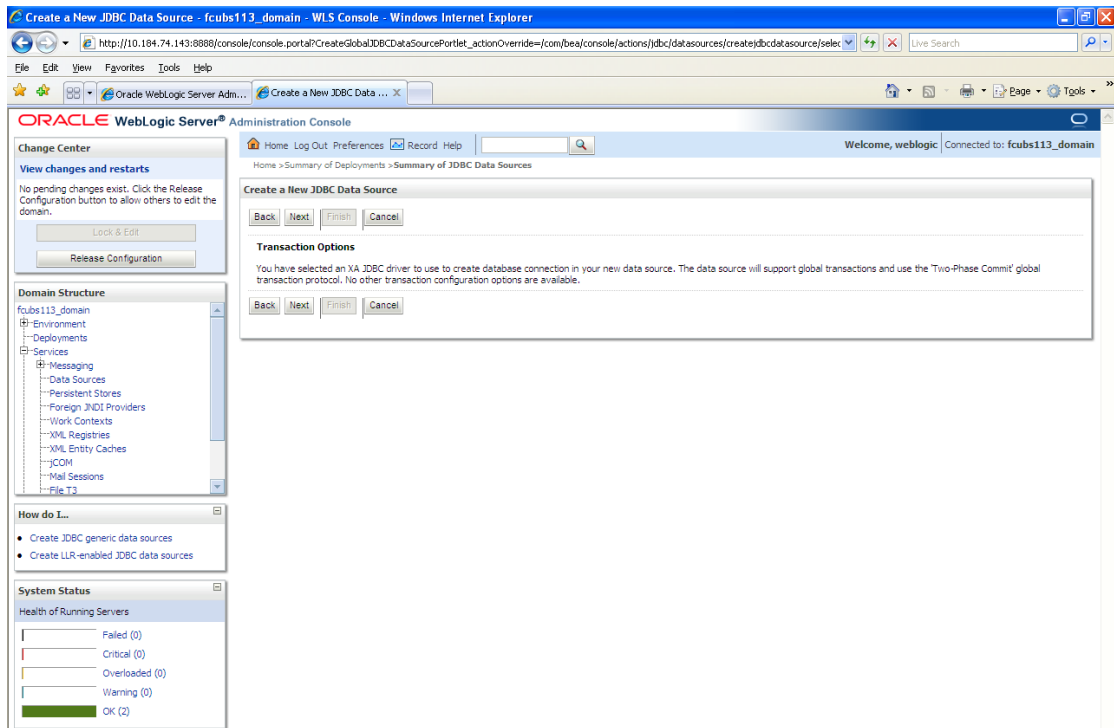 Create a New JDBC Data Source - fcubs113_domain - WLS Console - Windows Internet Explorer
http://10.184.74.143:8888/console/console.portal?CreateGlobalJDBCDataSourcePortlet_actionOverride=/com/bea/console/actions/jdbc/datasources/createjdbcdatasource/selec
Live Search
File Edit View Favorites Tools Help
Oracle WebLogic Server Adm...
Create a New JDBC Data ... X
Page Tools »
ORACLE WebLogic Server® Administration Console
Change Center
View changes and restarts
No pending changes exist. Click the Release
Configuration button to allow others to edit the
domain.
Lock & Edit
Release Configuration
Domain Structure
fcubs113_domain
Environment
Deployments
Services
Messaging
Data Sources
Persistent Stores
Foreign JNDI Providers
Work Contexts
XML Registries
XML Entity Caches
jCOM
Mail Sessions
File T3
How do I...
Create JDBC generic data sources
Create LLR-enabled JDBC data sources
System Status
Health of Running Servers
Failed (0)
Critical (0)
Overloaded (0)
Warning (0)
OK (2)
Home Log Out Preferences Record Help
Welcome, weblogic Connected to: fcubs113_domain
Home >Summary of Deployments >Summary of JDBC Data Sources
Create a New JDBC Data Source
Back Next Finish Cancel
Transaction Options
You have selected an XA JDBC driver to use to create database connection in your new data source. The data source will support global transactions and use the 'Two-Phase Commit' global
transaction protocol. No other transaction configuration options are available.
Back Next Finish Cancel